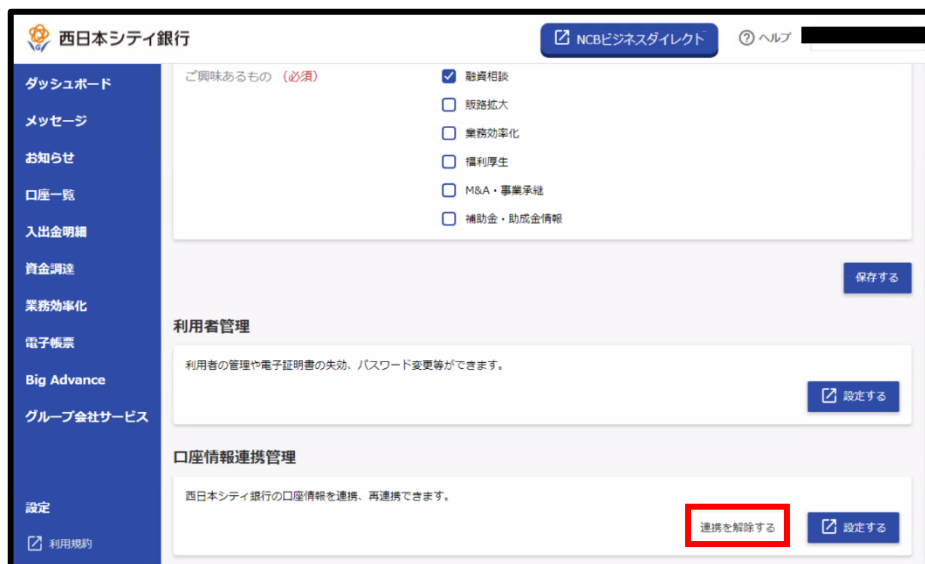 西日本シティ銀行
NCBビジネスダイレクト
ヘルプ
ダッシュボード
メッセージ
お知らせ
口座一覧
入出金明細
資金調達
業務効率化
電子帳票
Big Advance
グループ会社サービス
設定
利用規約
ご興味あるもの （必須）
融資相談
販路拡大
業務効率化
福利厚生
M&A・事業承継
補助金・助成金情報
保存する
利用者管理
利用者の管理や電子証明書の失効、パスワード変更等ができます。
設定する
口座情報連携管理
西日本シティ銀行の口座情報を連携、再連携できます。
連携を解除する
設定する